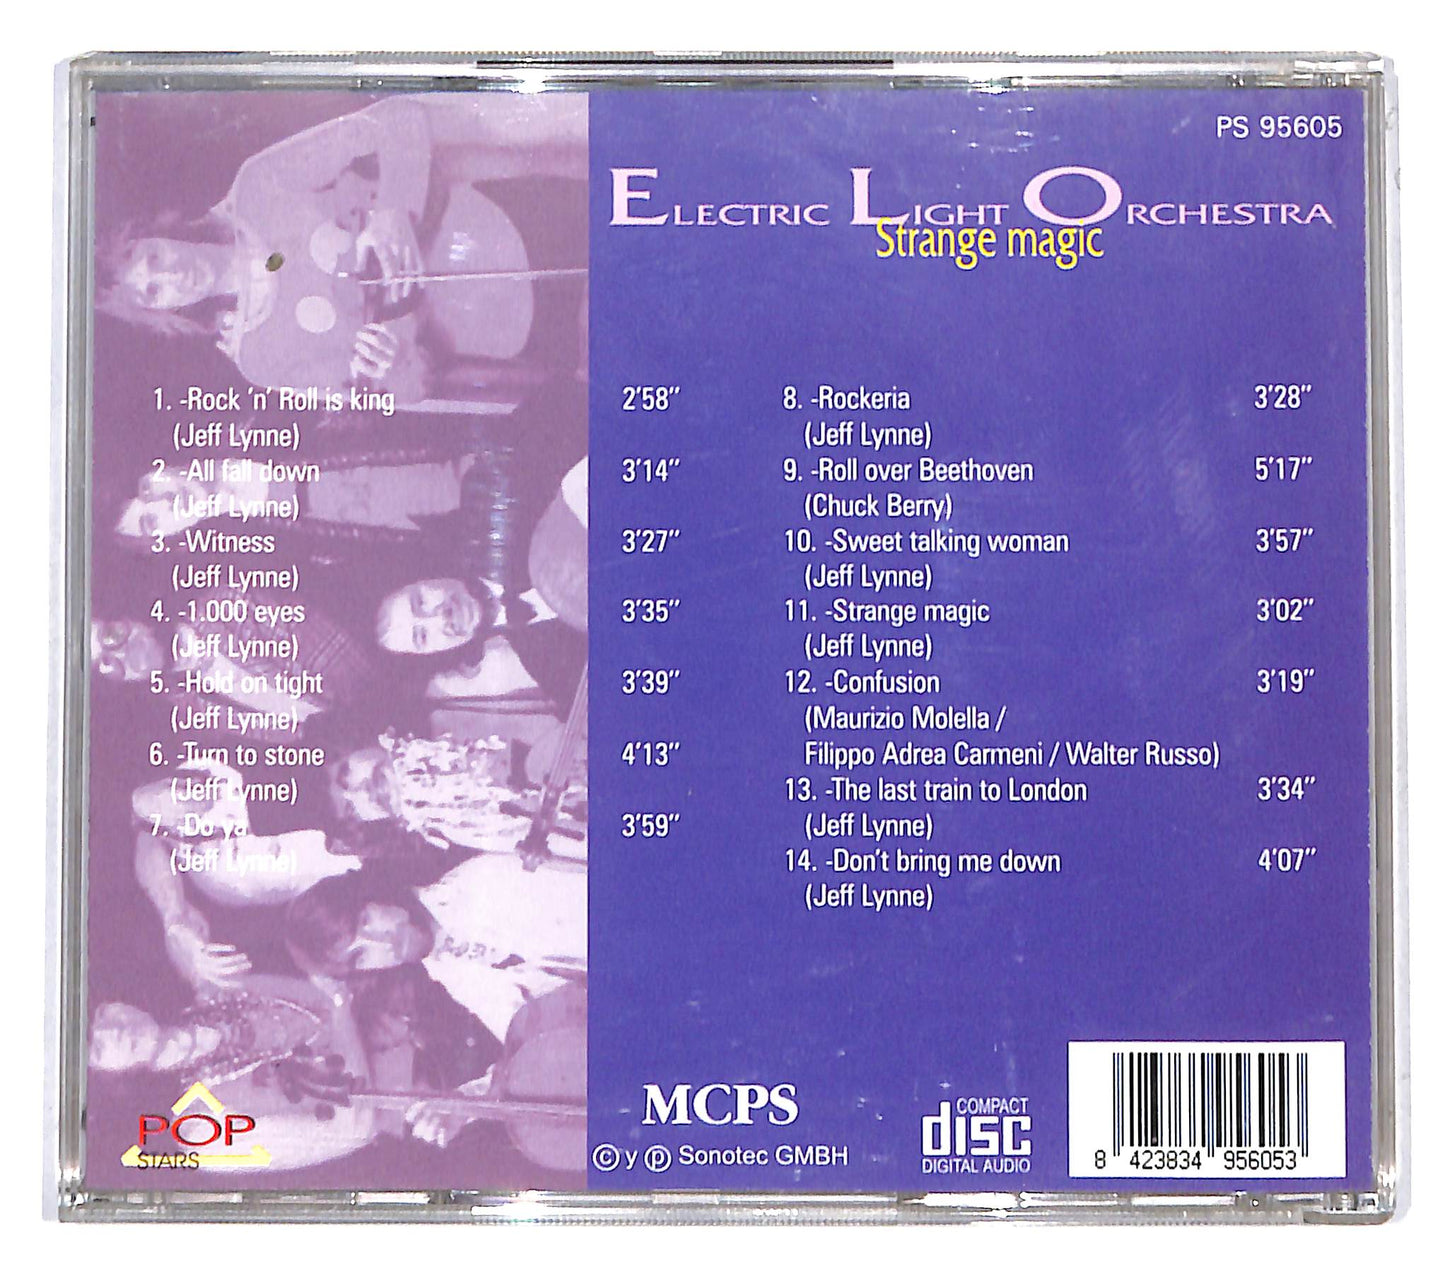 PS 95605
ELECTRIC LIGHT ORCHESTRA
Strange magic
1. -Rock 'n' Roll is king 2'58"
(Jeff Lynne)
2. -All fall down 3'14"
(Jeff Lynne)
3. -Witness 3'27"
(Jeff Lynne)
4. -1.000 eyes 3'35"
(Jeff Lynne)
5. -Hold on tight 3'39"
(Jeff Lynne)
6. -Turn to stone 4'13"
(Jeff Lynne)
7. -Do ya 3'59"
(Jeff Lynne)
8. -Rockeria 3'28"
(Jeff Lynne)
9. -Roll over Beethoven 5'17"
(Chuck Berry)
10. -Sweet talking woman 3'57"
(Jeff Lynne)
11. -Strange magic 3'02"
(Jeff Lynne)
12. -Confusion 3'19"
(Maurizio Molella /
Filippo Adrea Carmeni / Walter Russo)
13. -The last train to London 3'34"
(Jeff Lynne)
14. -Don't bring me down 4'07"
(Jeff Lynne)
POP
STARS
MCPS
© y ℗ Sonotec GMBH
COMPACT
disc
DIGITAL AUDIO
8 423834 956053